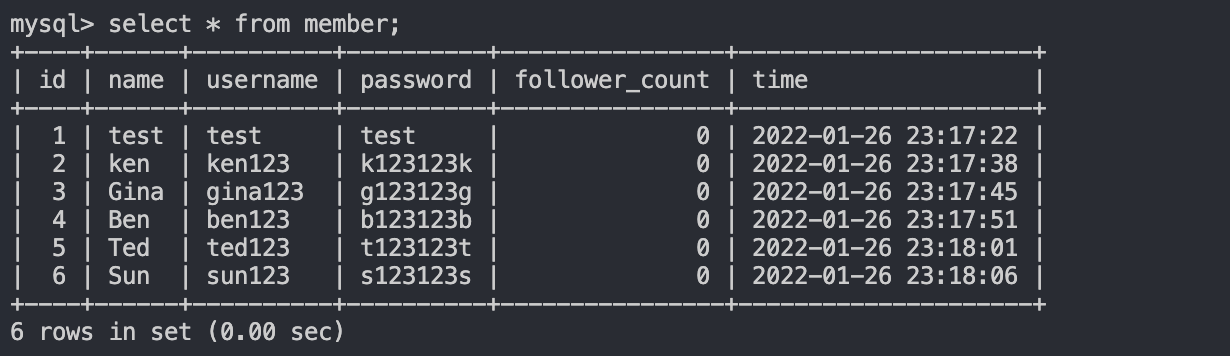 mysql> select * from member;
+----+------+----------+----------+----------------+---------------------+
| id | name | username | password | follower_count | time                |
+----+------+----------+----------+----------------+---------------------+
|  1 | test | test     | test     |              0 | 2022-01-26 23:17:22 |
|  2 | ken  | ken123   | k123123k |              0 | 2022-01-26 23:17:38 |
|  3 | Gina | gina123  | g123123g |              0 | 2022-01-26 23:17:45 |
|  4 | Ben  | ben123   | b123123b |              0 | 2022-01-26 23:17:51 |
|  5 | Ted  | ted123   | t123123t |              0 | 2022-01-26 23:18:01 |
|  6 | Sun  | sun123   | s123123s |              0 | 2022-01-26 23:18:06 |
+----+------+----------+----------+----------------+---------------------+
6 rows in set (0.00 sec)